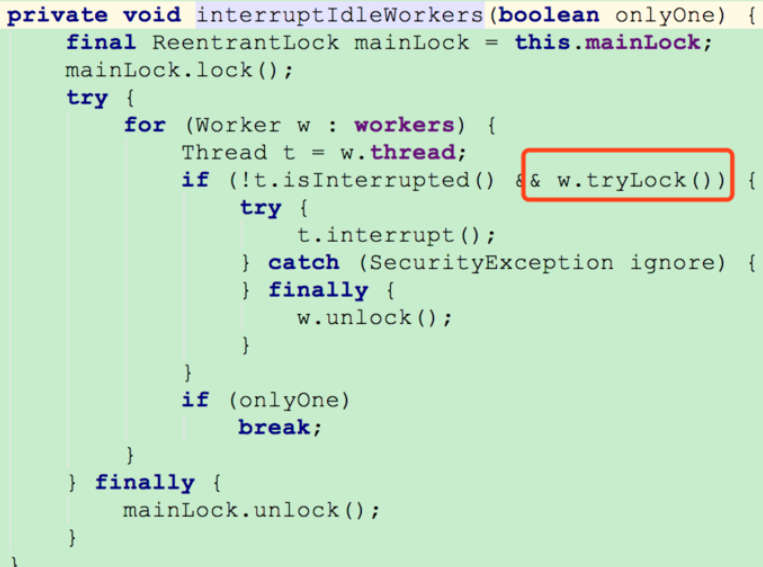 private void interruptIdleWorkers(boolean onlyOne) {
    final ReentrantLock mainLock = this.mainLock;
    mainLock.lock();
    try {
        for (Worker w : workers) {
            Thread t = w.thread;
            if (!t.isInterrupted() && w.tryLock()) {
                try {
                    t.interrupt();
                } catch (SecurityException ignore) {
                } finally {
                    w.unlock();
                }
            }
            if (onlyOne)
                break;
        }
    } finally {
        mainLock.unlock();
    }
}